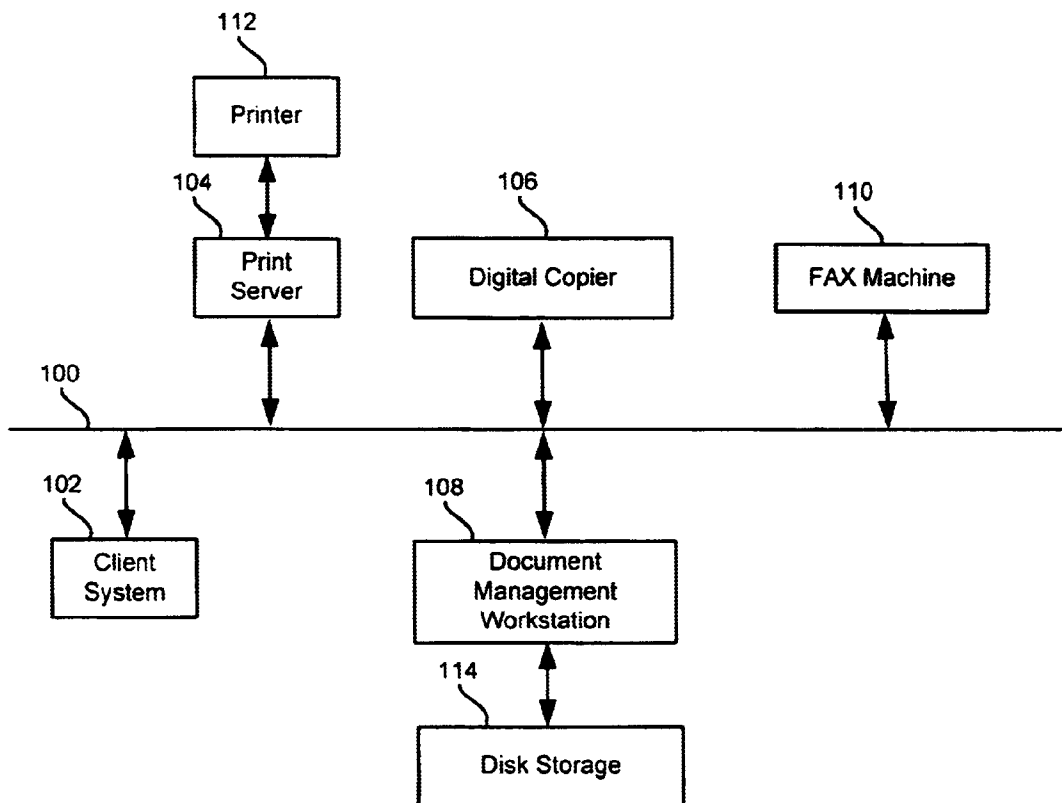 112
Printer
104
Print
Server
106
Digital Copier
110
FAX Machine
100
102
Client
System
108
Document
Management
Workstation
114
Disk Storage